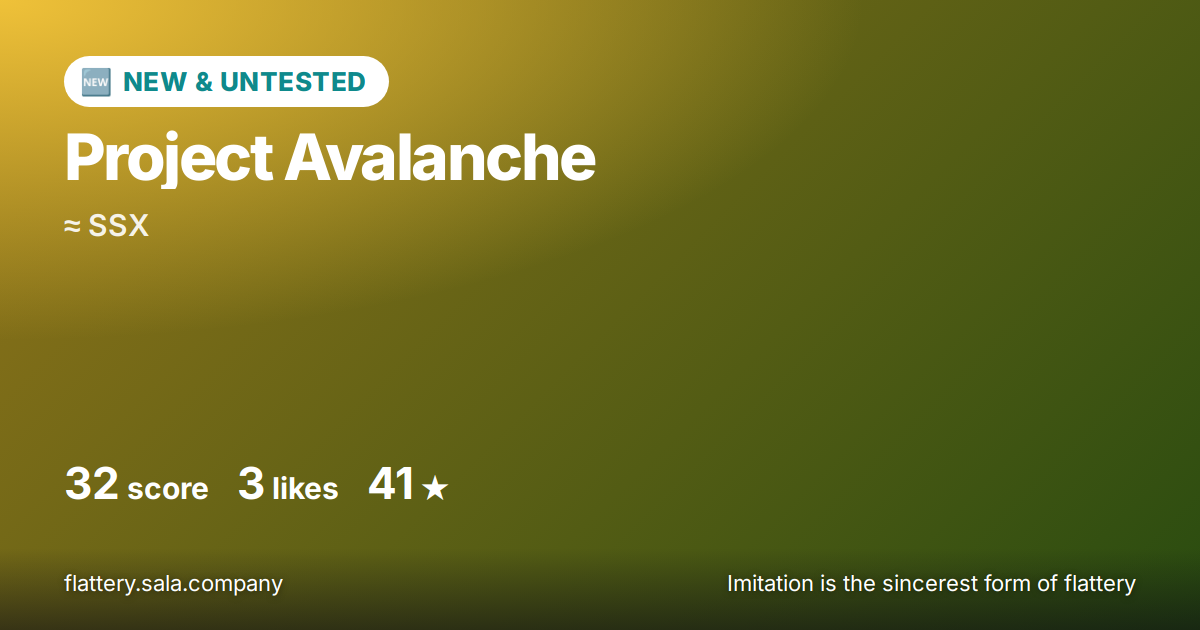 🆕 NEW & UNTESTED
Project Avalanche
≈ SSX
32 score 3 likes 41 ★
flattery.sala.company
Imitation is the sincerest form of flattery